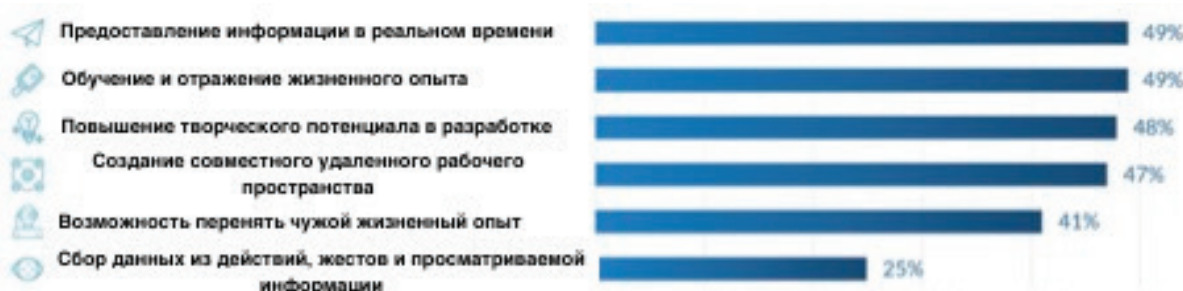 Предоставление информации в реальном времени 49%
Обучение и отражение жизненного опыта 49%
Повышение творческого потенциала в разработке 48%
Создание совместного удаленного рабочего
пространства 47%
Возможность перенять чужой жизненный опыт 41%
Сбор данных из действий, жестов и просматриваемой
информации 25%